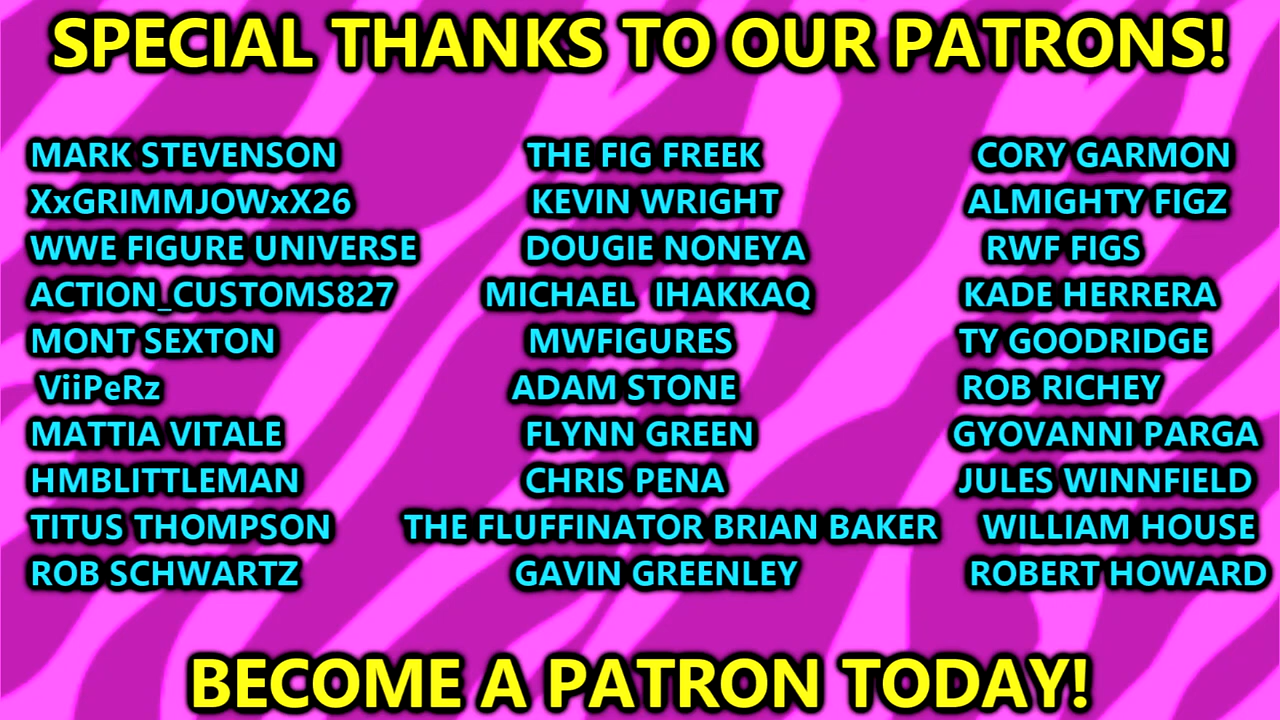 SPECIAL THANKS TO OUR PATRONS!
MARK STEVENSON THE FIG FREEK CORY GARMON
XxGRIMMJOWxX26 KEVIN WRIGHT ALMIGHTY FIGZ
WWE FIGURE UNIVERSE DOUGIE NONEYA RWF FIGS
ACTION_CUSTOMS827 MICHAEL IHAKKAQ KADE HERRERA
MONT SEXTON MWFIGURES TY GOODRIDGE
ViiPeRz ADAM STONE ROB RICHEY
MATTIA VITALE FLYNN GREEN GYOVANNI PARGA
HMBLITTLEMAN CHRIS PENA JULES WINNFIELD
TITUS THOMPSON THE FLUFFINATOR BRIAN BAKER WILLIAM HOUSE
ROB SCHWARTZ GAVIN GREENLEY ROBERT HOWARD
BECOME A PATRON TODAY!